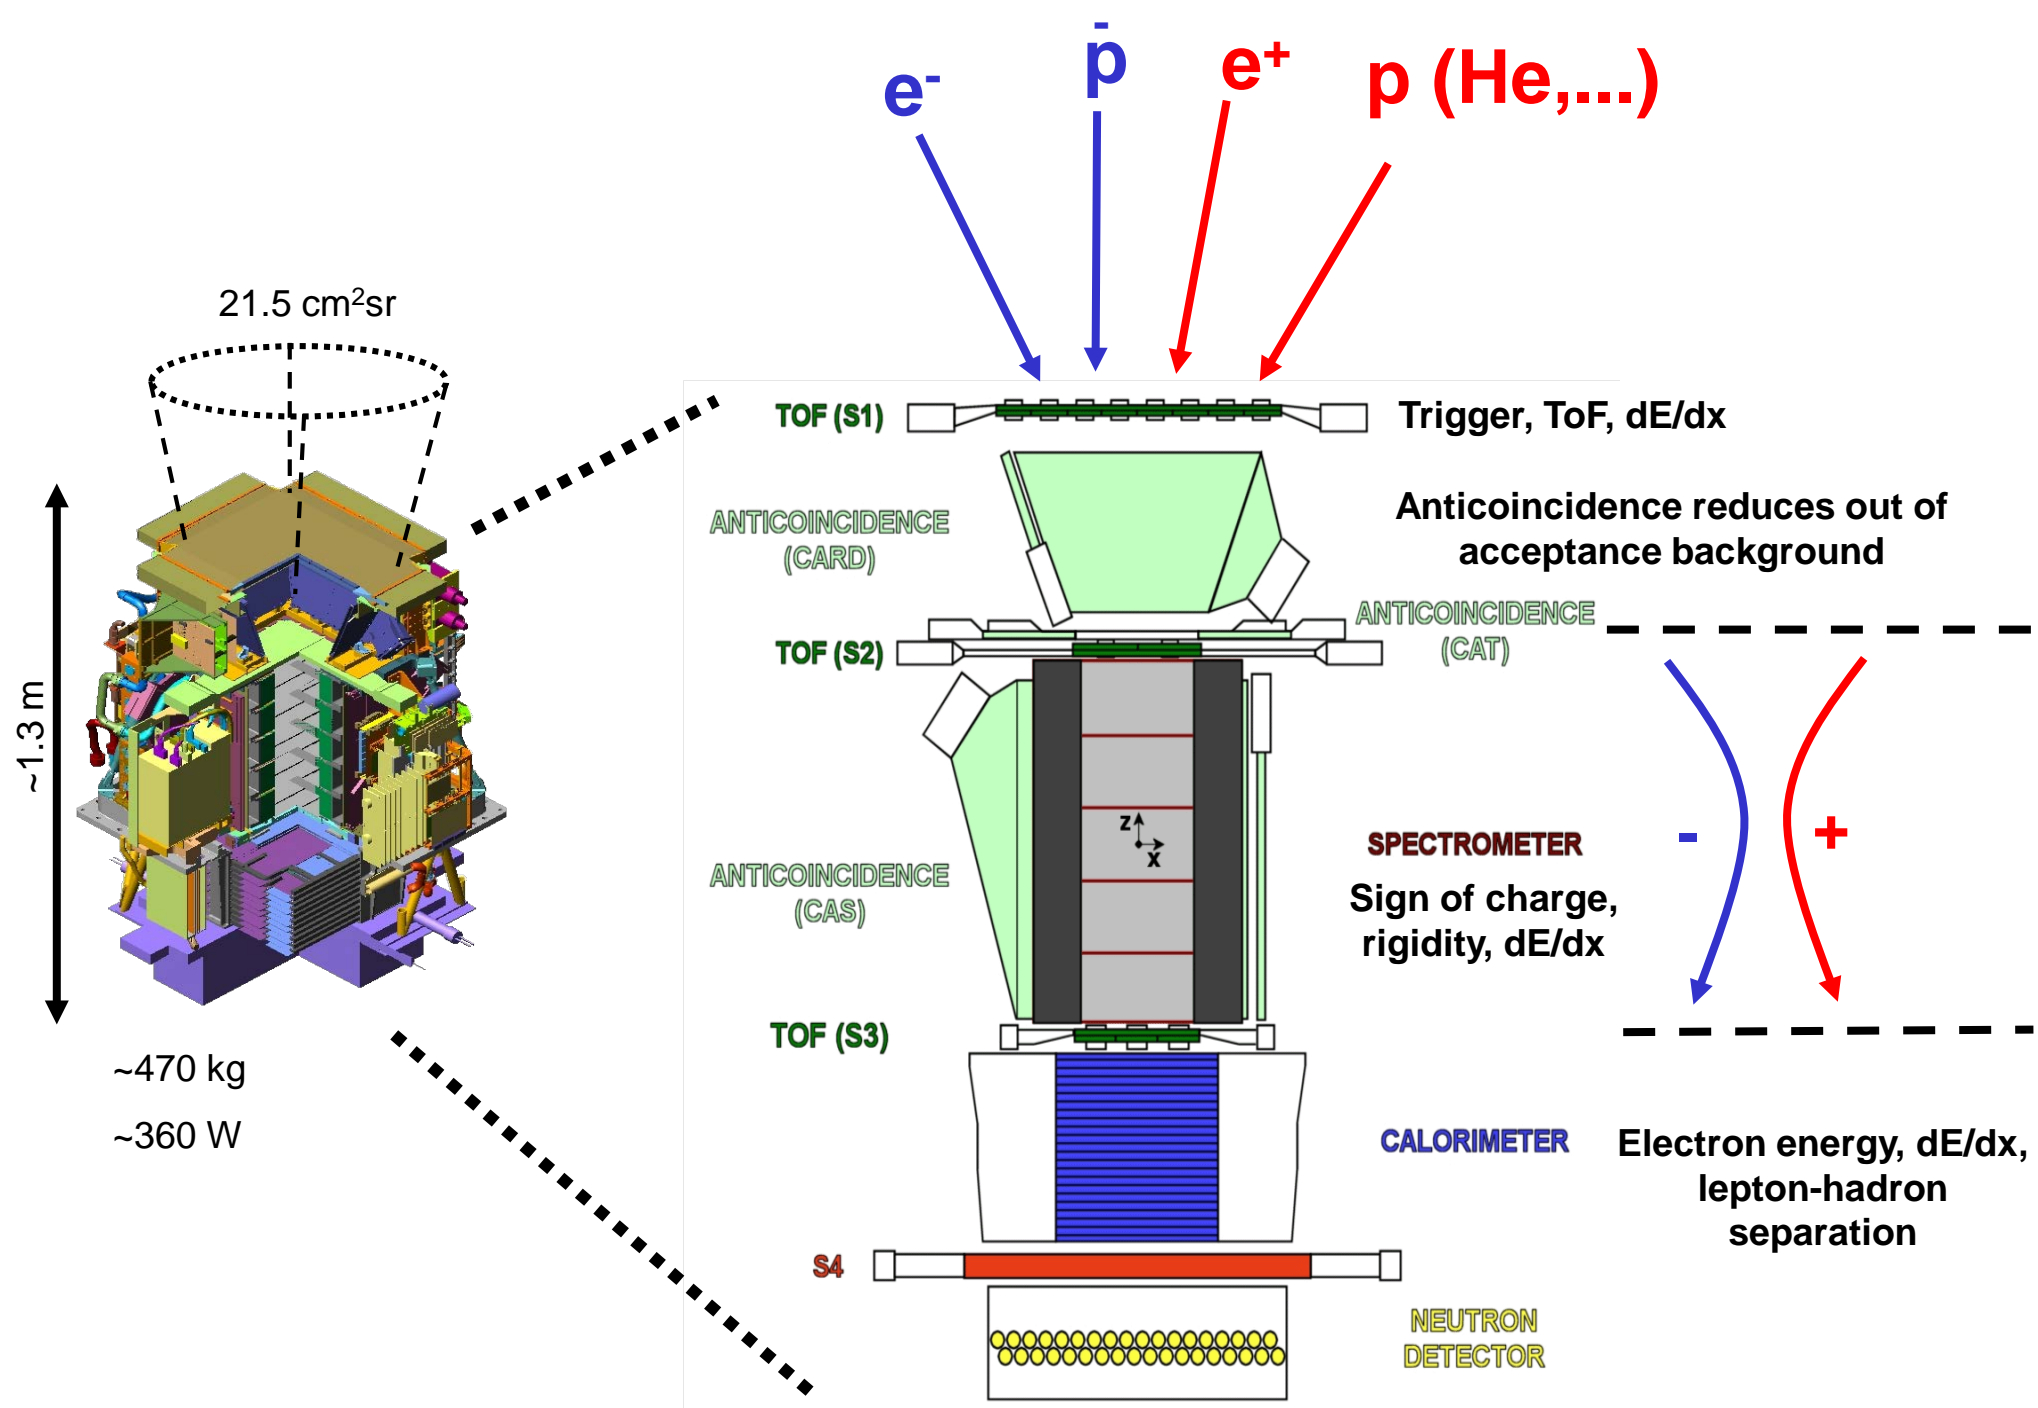 e⁻
p̄
e⁺
p (He,...)
21.5 cm²sr
~1.3 m
~470 kg
~360 W
TOF (S1)
Trigger, ToF, dE/dx
ANTICOINCIDENCE
(CARD)
Anticoincidence reduces out of
acceptance background
ANTICOINCIDENCE
(CAT)
TOF (S2)
z
x
SPECTROMETER
Sign of charge,
rigidity, dE/dx
-
+
ANTICOINCIDENCE
(CAS)
TOF (S3)
CALORIMETER
Electron energy, dE/dx,
lepton-hadron
separation
S4
NEUTRON
DETECTOR